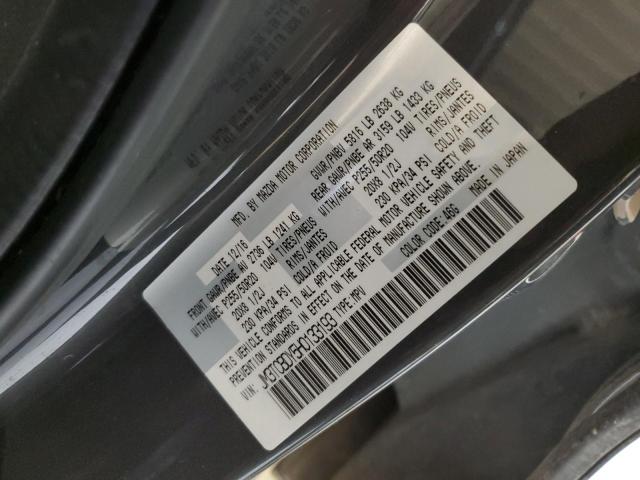 MFD. BY MAZDA MOTOR CORPORATION
DATE 12/16 GVWR/PNBV 5816 LB 2638 KG
FRONT GAWR/PNBE AV 2736 LB 1241 KG REAR GAWR/PNBE AR 3159 LB 1433 KG
WITH/AVEC P255/50R20 104V TIRES/PNEUS WITH/AVEC P255/50R20 104V TIRES/PNEUS
20X8 1/2J RIMS/JANTES 20X8 1/2J RIMS/JANTES
230 KPA/34 PSI COLD/A FROID 230 KPA/34 PSI COLD/A FROID
THIS VEHICLE CONFORMS TO ALL APPLICABLE FEDERAL MOTOR VEHICLE SAFETY AND THEFT
PREVENTION STANDARDS IN EFFECT ON THE DATE OF MANUFACTURE SHOWN ABOVE.
VIN: TYPE:MPV COLOR CODE: MADE IN JAPAN